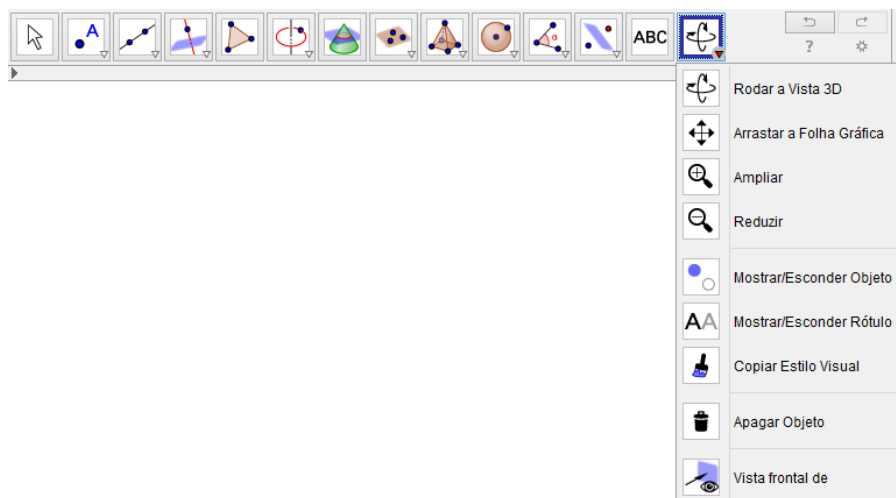 A
α
ABC
?
Rodar a Vista 3D
Arrastar a Folha Gráfica
Ampliar
Reduzir
Mostrar/Esconder Objeto
AA Mostrar/Esconder Rótulo
Copiar Estilo Visual
Apagar Objeto
Vista frontal de